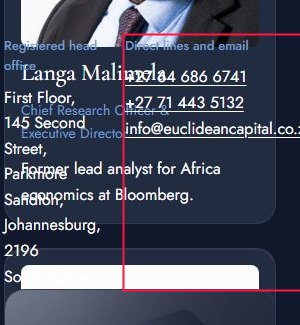 Registered head
office
First Floor,
145 Second
Street,
Parkmore
Sandton,
Johannesburg,
2196
Direct lines and email
+27 84 686 6741
+27 71 443 5132
info@euclideancapital.co.
Langa
Chief Research Officer &
Executive Director
Former lead analyst for Africa
economics at Bloomberg.